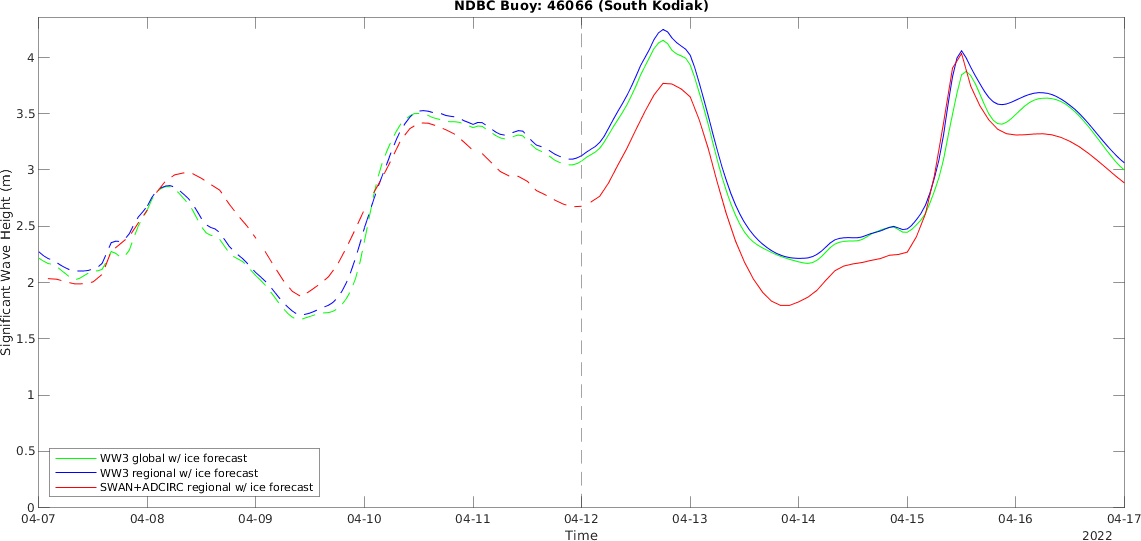 NDBC Buoy: 46066 (South Kodiak)
Significant Wave Height (m)
4
3.5
3
2.5
2
1.5
1
0.5
0
WW3 global w/ ice forecast
WW3 regional w/ ice forecast
SWAN+ADCIRC regional w/ ice forecast
04-07 04-08 04-09 04-10 04-11 04-12 04-13 04-14 04-15 04-16 04-17
Time
2022